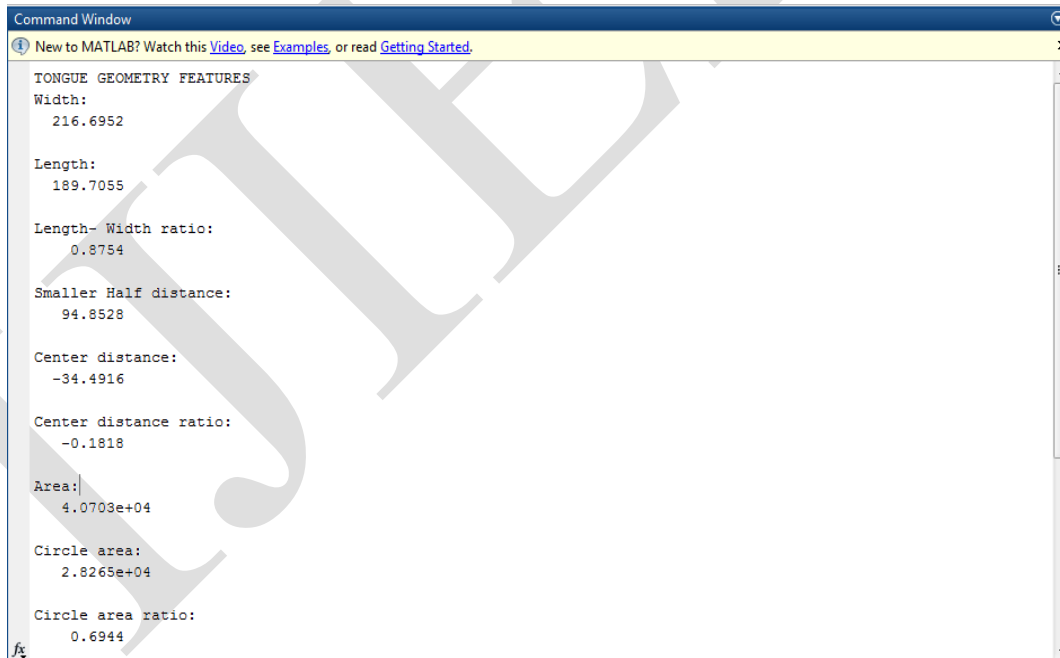 Command Window
New to MATLAB? Watch this Video, see Examples, or read Getting Started.
TONGUE GEOMETRY FEATURES
Width:
216.6952
Length:
189.7055
Length- Width ratio:
0.8754
Smaller Half distance:
94.8528
Center distance:
-34.4916
Center distance ratio:
-0.1818
Area:
4.0703e+04
Circle area:
2.8265e+04
Circle area ratio:
0.6944
fx